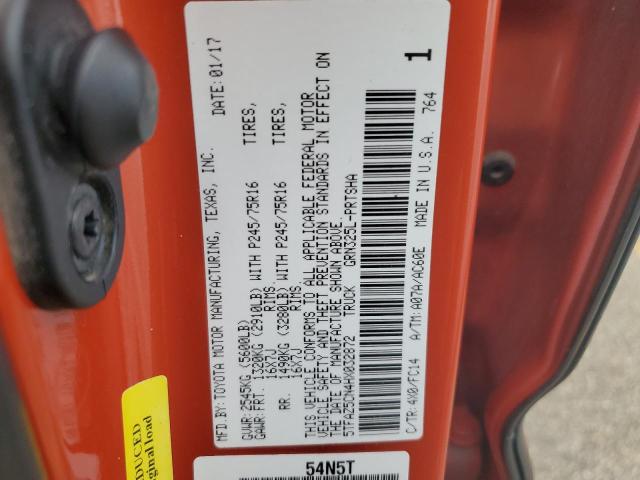 MFD. BY: TOYOTA MOTOR MANUFACTURING, TEXAS, INC. DATE: 01/17
GVWR: 2545KG (5600LB)
GAWR: FRT. 1320KG (2910LB) WITH P245/75R16 TIRES,
16X7J RIMS.
RR. 1490KG (3280LB) WITH P245/75R16 TIRES,
16X7J RIMS
THIS VEHICLE CONFORMS TO ALL APPLICABLE FEDERAL MOTOR
VEHICLE SAFETY AND THEFT PREVENTION STANDARDS IN EFFECT ON
THE DATE OF MANUFACTURE SHOWN ABOVE.
5TFAZ5CN4HX032872 TRUCK GRN325L-PRTSHA
C/TR: 4X0/FC14 A/TM: A07A/AC60E MADE IN U.S.A. 764 1
54N5T
DUCED
ginal load